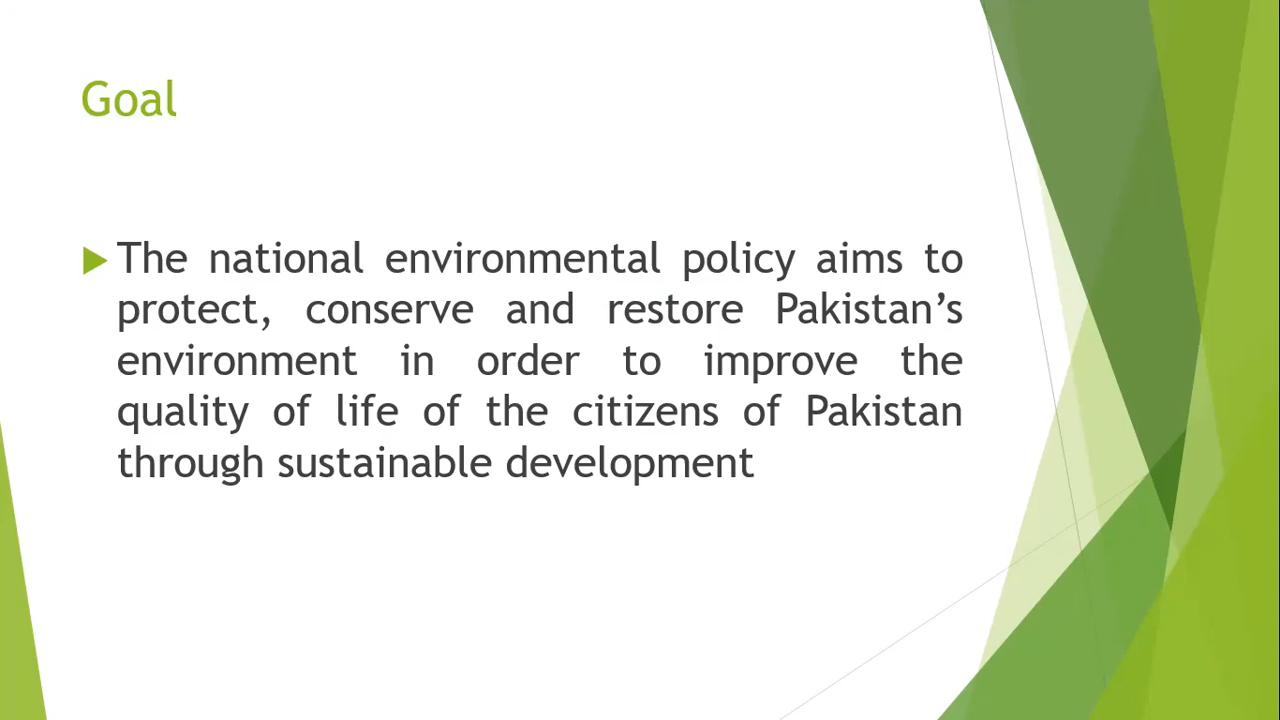 Goal
The national environmental policy aims to
protect, conserve and restore Pakistan’s
environment in order to improve the
quality of life of the citizens of Pakistan
through sustainable development